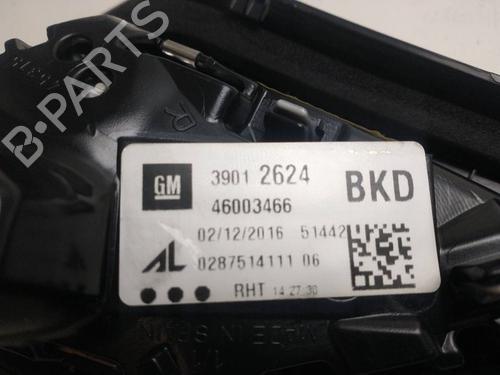 B-PARTS
R
GM
3901 2624
BKD
46003466
02/12/2016 51442
AL 0287514111 06
RHT 14 27 30